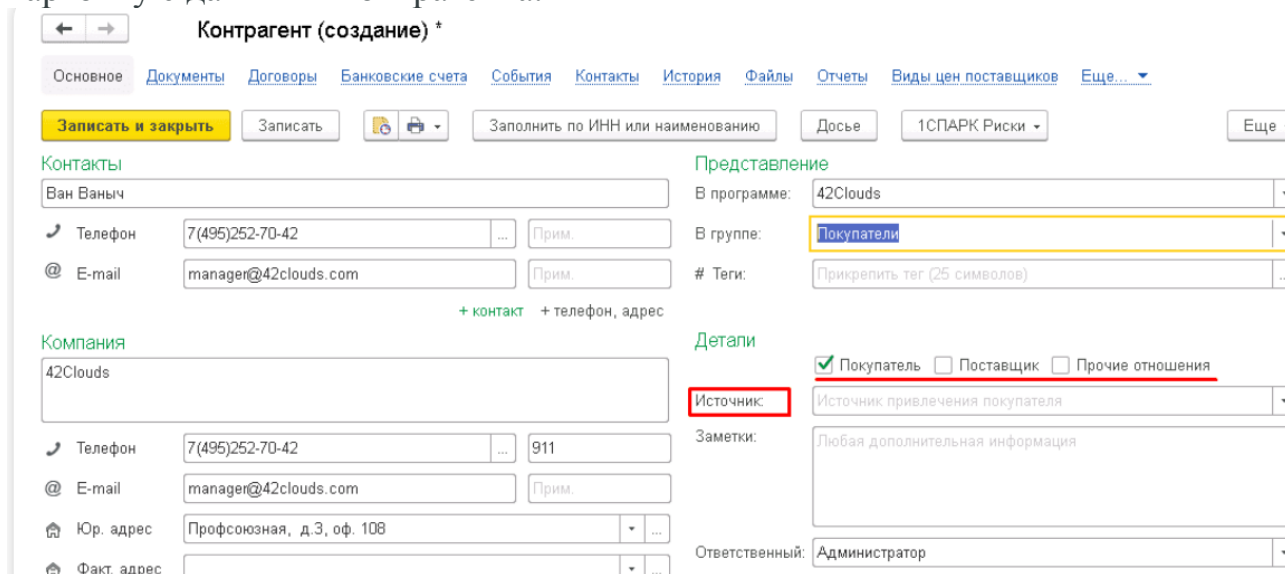 Контрагент (создание) *
Основное Документы Договоры Банковские счета События Контакты История Файлы Отчеты Виды цен поставщиков Еще...
Записать и закрыть Записать Заполнить по ИНН или наименованию Досье 1СПАРК Риски Еще
Контакты
Ван Ваныч
Телефон 7(495)252-70-42 ... Прим.
@ E-mail manager@42clouds.com Прим.
+ контакт + телефон, адрес
Компания
42Clouds
Телефон 7(495)252-70-42 ... 911
@ E-mail manager@42clouds.com Прим.
Юр. адрес Профсоюзная, д.3, оф. 108 ...
Факт. адрес ...
Представление
В программе: 42Clouds
В группе: Покупатели
# Теги: Прикрепить тег (25 символов) ...
Детали
Покупатель Поставщик Прочие отношения
Источник: Источник привлечения покупателя
Заметки: Любая дополнительная информация
Ответственный: Администратор